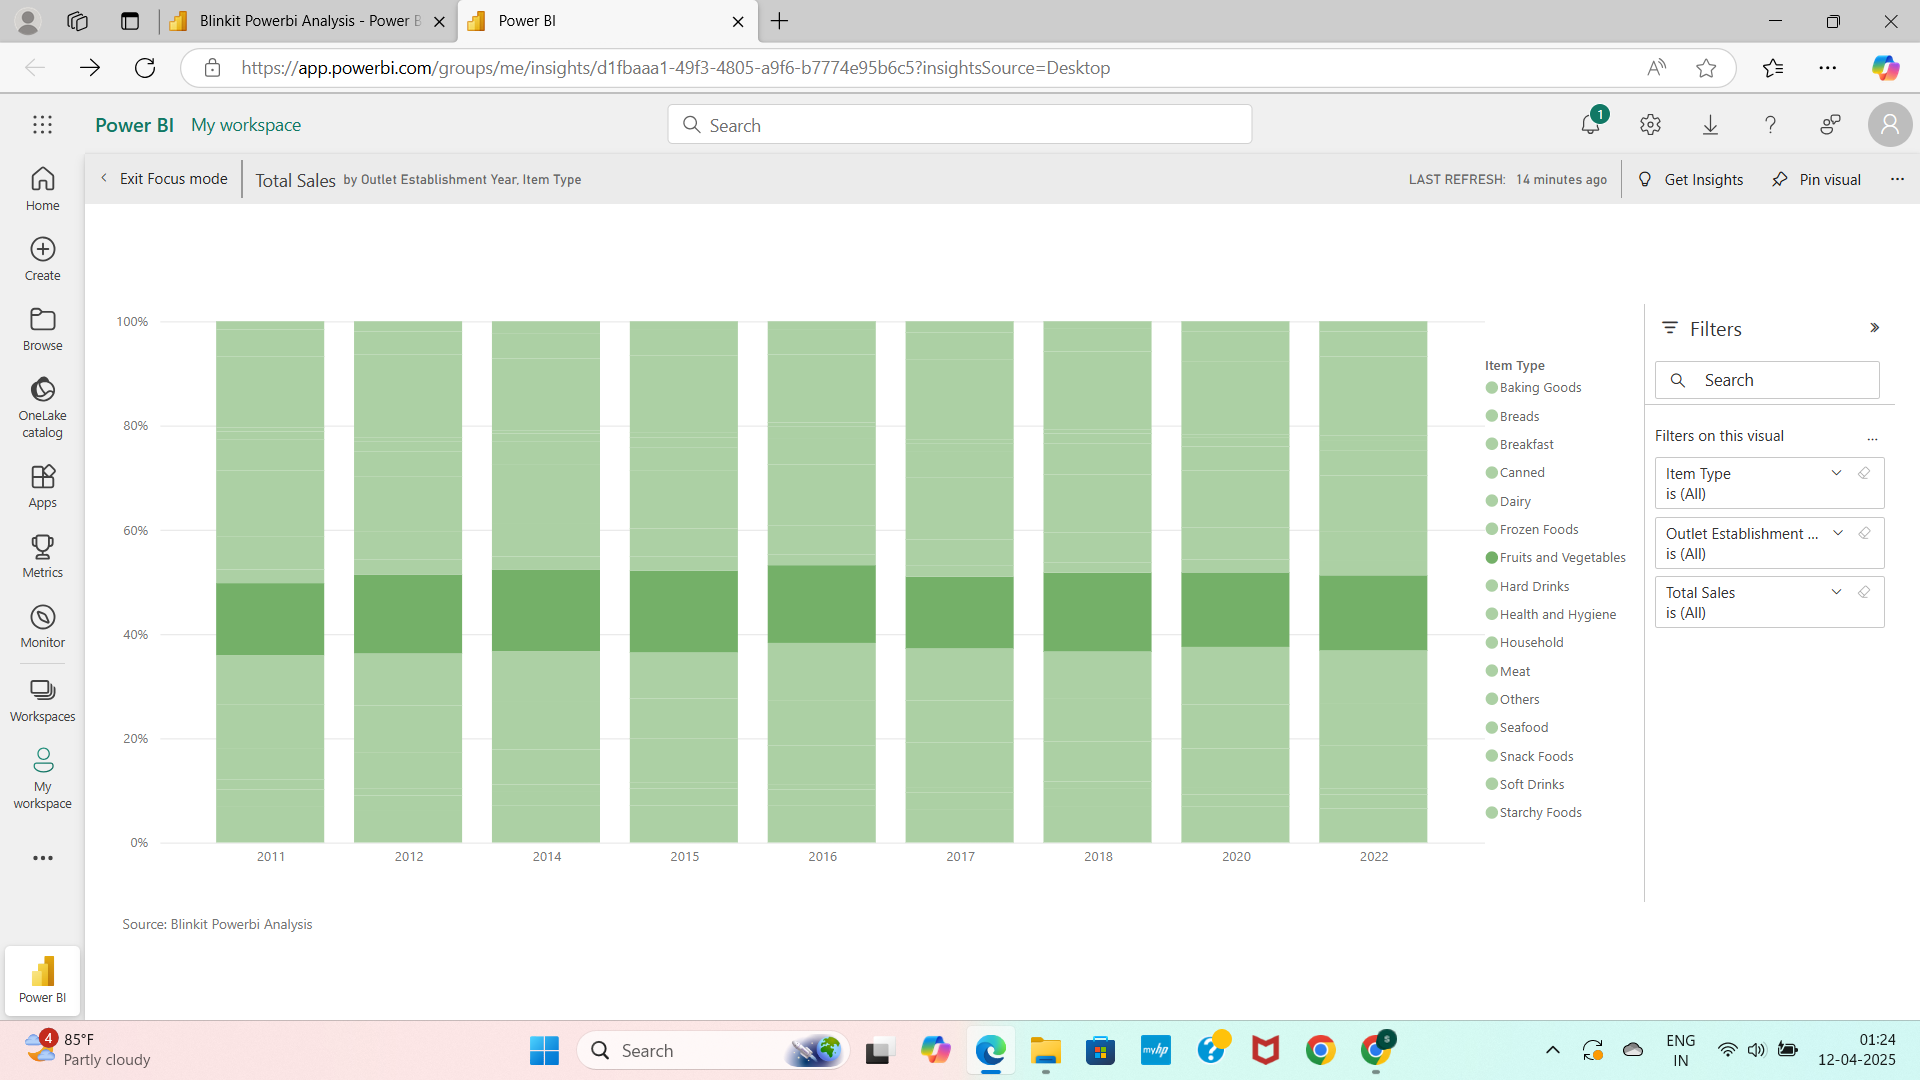 Blinkit Powerbi Analysis - Power B
Power BI
https://app.powerbi.com/groups/me/insights/d1fbaaa1-49f3-4805-a9f6-b7774e95b6c5?insightsSource=Desktop
Power BI My workspace
Search
1
Home
Create
Browse
OneLake
catalog
Apps
Metrics
Monitor
Workspaces
My
workspace
Power BI
Exit Focus mode
Total Sales by Outlet Establishment Year, Item Type
LAST REFRESH: 14 minutes ago
Get Insights
Pin visual
100%
80%
60%
40%
20%
0%
2011 2012 2014 2015 2016 2017 2018 2020 2022
Item Type
Baking Goods
Breads
Breakfast
Canned
Dairy
Frozen Foods
Fruits and Vegetables
Hard Drinks
Health and Hygiene
Household
Meat
Others
Seafood
Snack Foods
Soft Drinks
Starchy Foods
Source: Blinkit Powerbi Analysis
Filters
Search
Filters on this visual
Item Type
is (All)
Outlet Establishment ...
is (All)
Total Sales
is (All)
4
85°F
Partly cloudy
Search
myhp
S
ENG
IN
01:24
12-04-2025